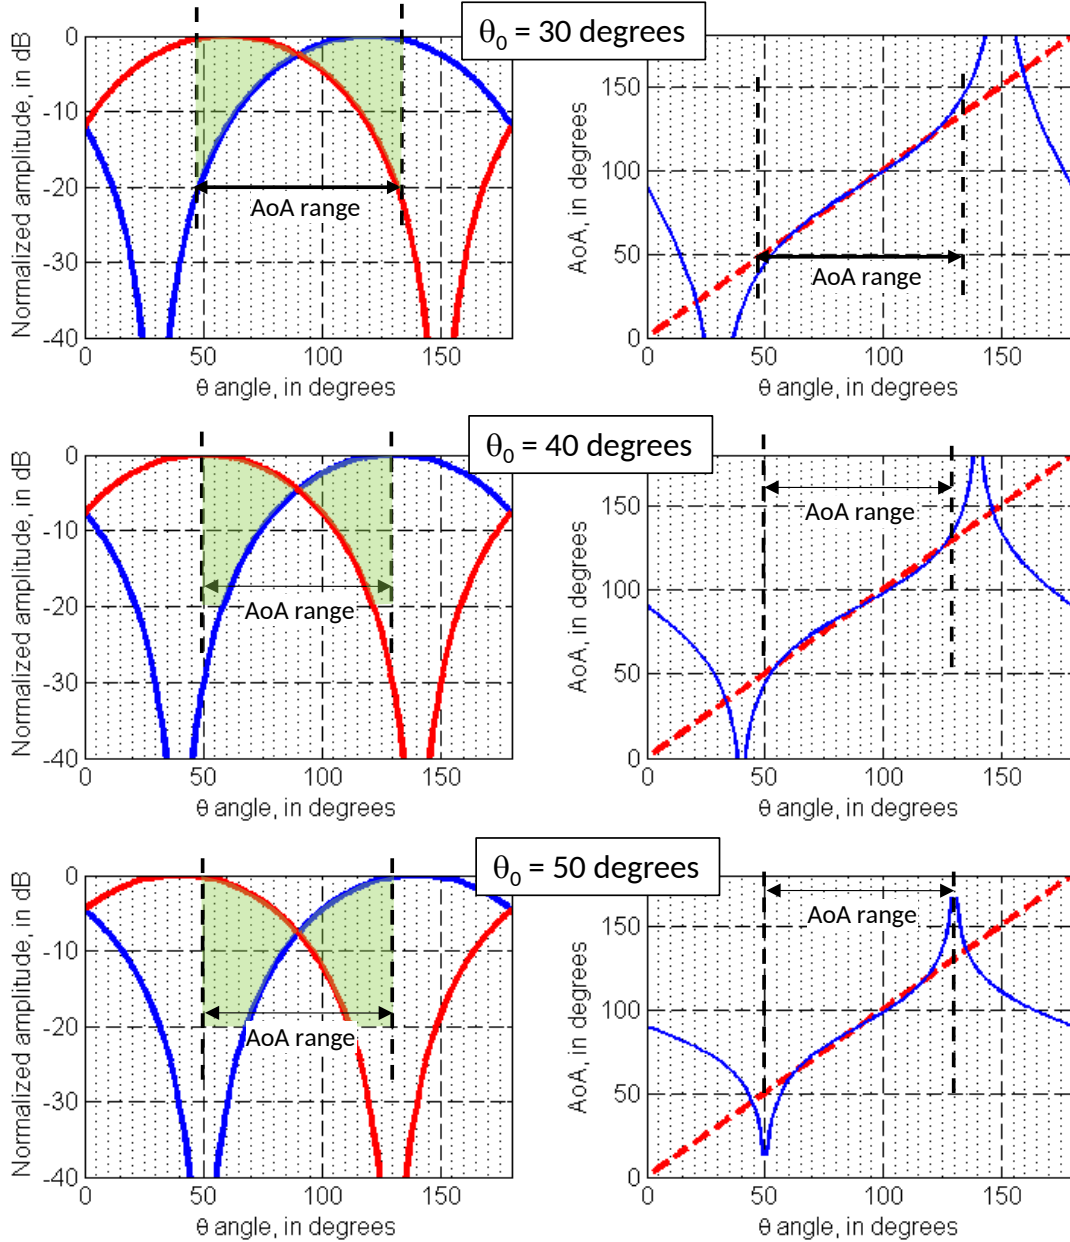 θ0 = 30 degrees
Normalized amplitude, in dB
0
-10
-20
-30
-40
AoA range
0
50
100
150
θ angle, in degrees
AoA, in degrees
150
100
50
0
AoA range
0
50
100
150
θ angle, in degrees
θ0 = 40 degrees
Normalized amplitude, in dB
0
-10
-20
-30
-40
AoA range
0
50
100
150
θ angle, in degrees
AoA, in degrees
150
100
50
0
AoA range
0
50
100
150
θ angle, in degrees
θ0 = 50 degrees
Normalized amplitude, in dB
0
-10
-20
-30
-40
AoA range
0
50
100
150
θ angle, in degrees
AoA, in degrees
150
100
50
0
AoA range
0
50
100
150
θ angle, in degrees